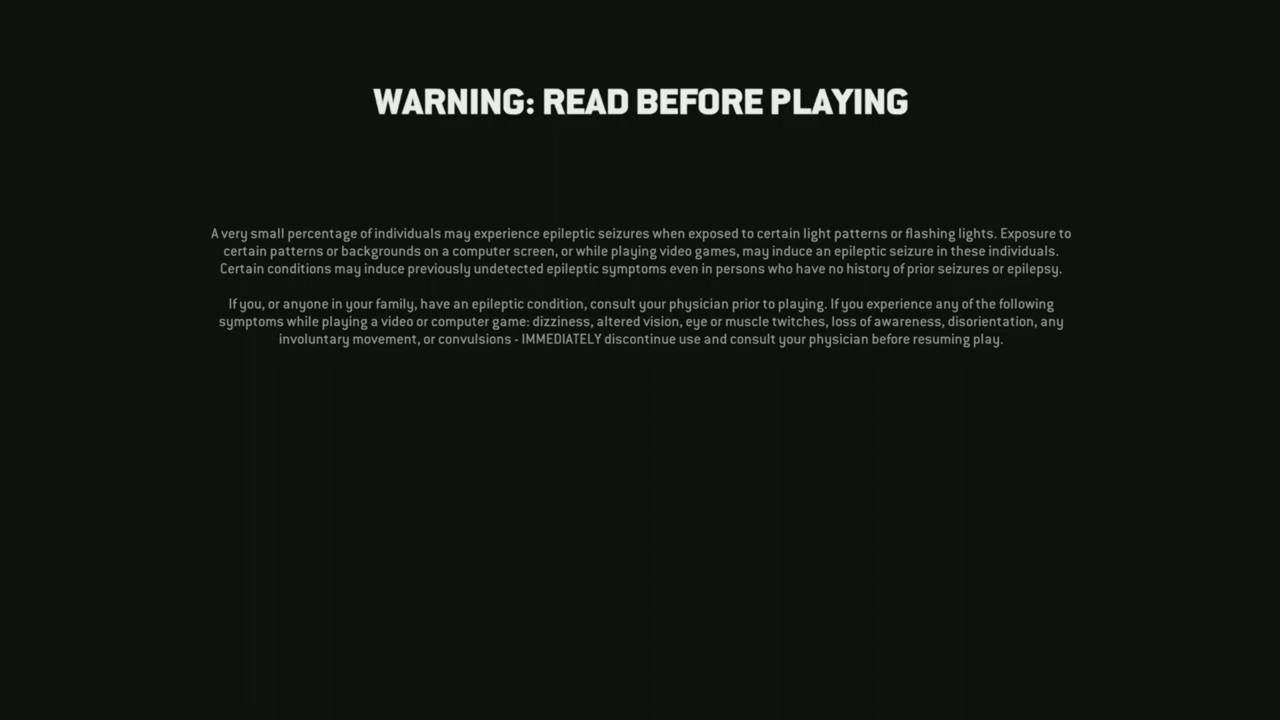 WARNING: READ BEFORE PLAYING
A very small percentage of individuals may experience epileptic seizures when exposed to certain light patterns or flashing lights. Exposure to
certain patterns or backgrounds on a computer screen, or while playing video games, may induce an epileptic seizure in these individuals.
Certain conditions may induce previously undetected epileptic symptoms even in persons who have no history of prior seizures or epilepsy.
If you, or anyone in your family, have an epileptic condition, consult your physician prior to playing. If you experience any of the following
symptoms while playing a video or computer game: dizziness, altered vision, eye or muscle twitches, loss of awareness, disorientation, any
involuntary movement, or convulsions - IMMEDIATELY discontinue use and consult your physician before resuming play.